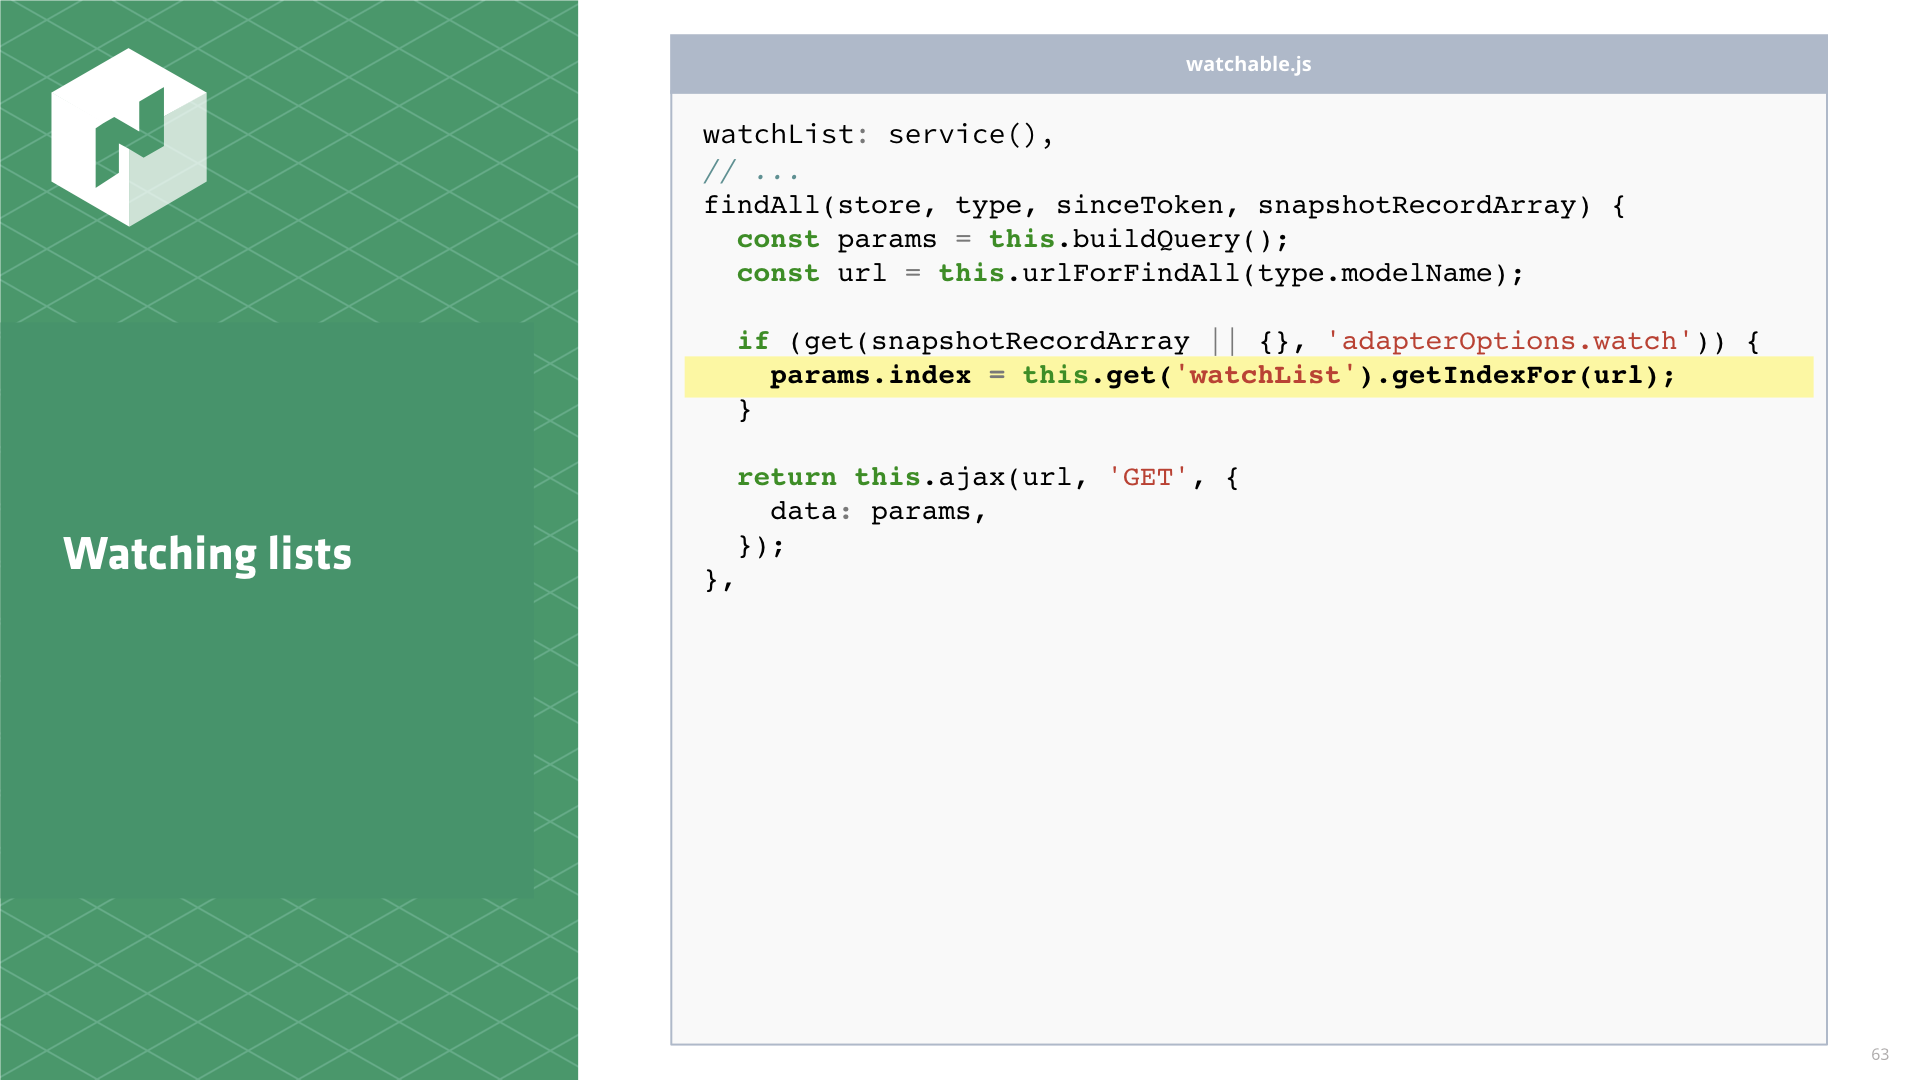 Watching lists
watchable.js
watchList: service(),
// ...
findAll(store, type, sinceToken, snapshotRecordArray) {
  const params = this.buildQuery();
  const url = this.urlForFindAll(type.modelName);

  if (get(snapshotRecordArray || {}, 'adapterOptions.watch')) {
    params.index = this.get('watchList').getIndexFor(url);
  }

  return this.ajax(url, 'GET', {
    data: params,
  });
},
63